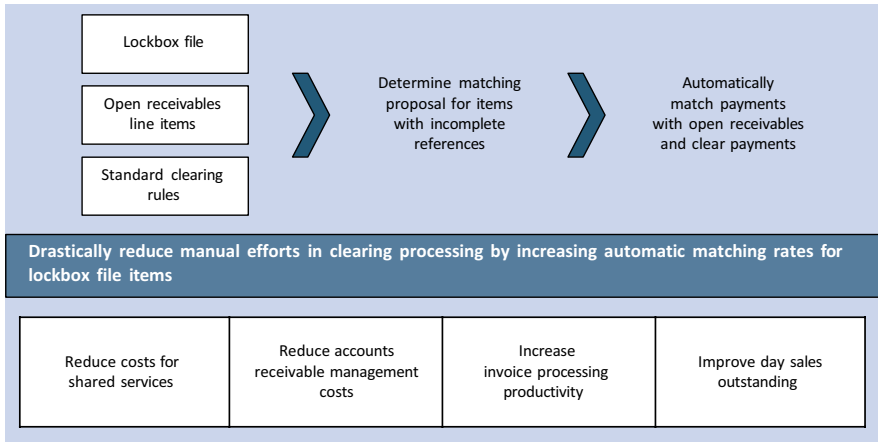 Lockbox file
Open receivables
line items
Standard clearing
rules
Determine matching
proposal for items
with incomplete
references
Automatically
match payments
with open receivables
and clear payments
Drastically reduce manual efforts in clearing processing by increasing automatic matching rates for
lockbox file items
Reduce costs for
shared services
Reduce accounts
receivable management
costs
Increase
invoice processing
productivity
Improve day sales
outstanding